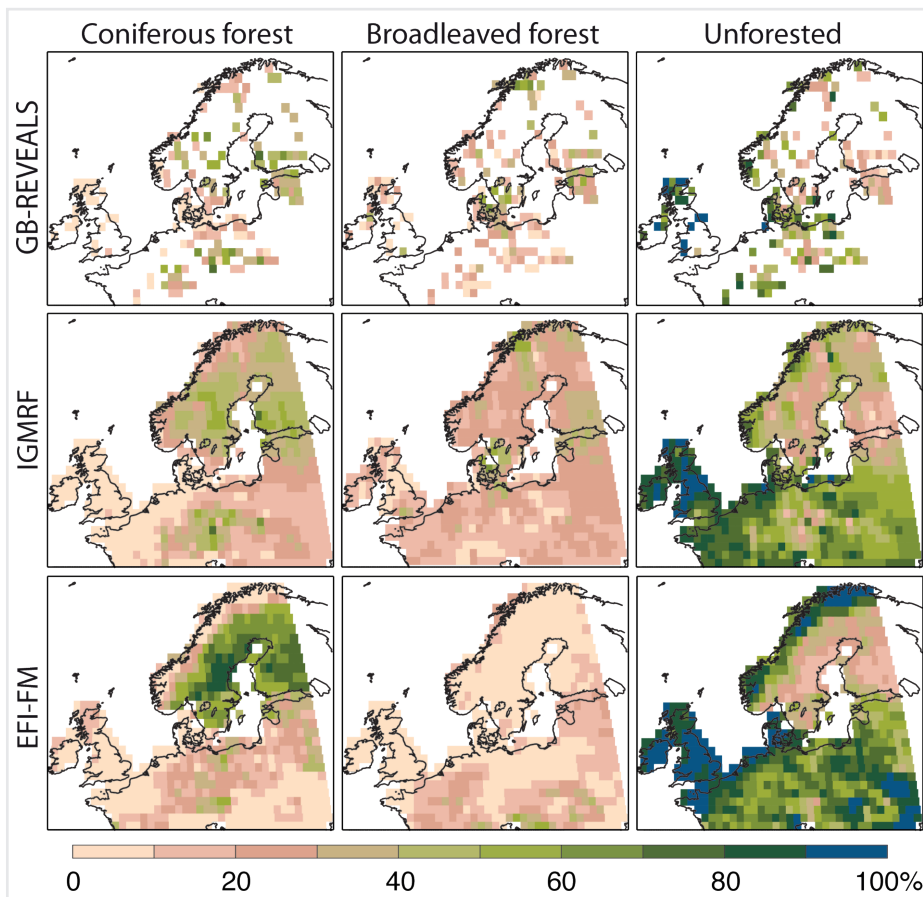 Coniferous forest Broadleaved forest Unforested
GB-REVEALS
IGMRF
EFI-FM
0 20 40 60 80 100%